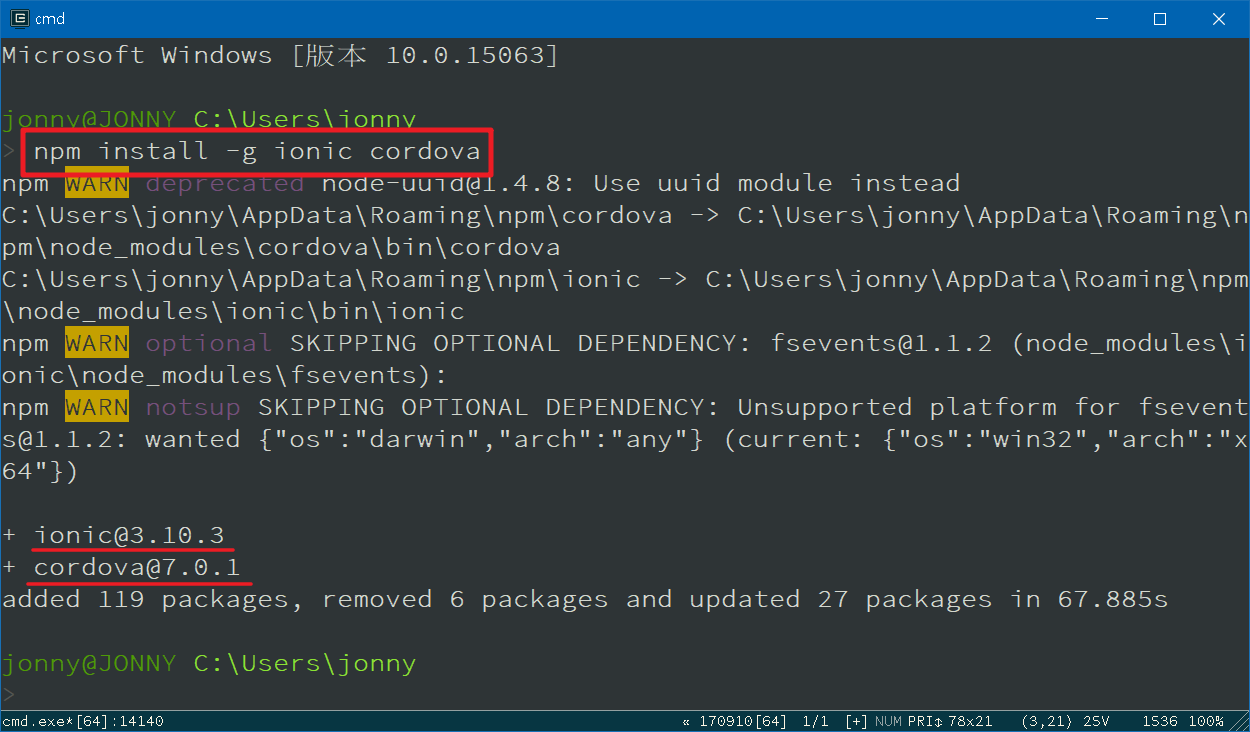 cmd
Microsoft Windows [版本 10.0.15063]
jonny@JONNY C:\Users\jonny
> npm install -g ionic cordova
npm WARN deprecated node-uuid@1.4.8: Use uuid module instead
C:\Users\jonny\AppData\Roaming\npm\cordova -> C:\Users\jonny\AppData\Roaming\n
pm\node_modules\cordova\bin\cordova
C:\Users\jonny\AppData\Roaming\npm\ionic -> C:\Users\jonny\AppData\Roaming\npm
\node_modules\ionic\bin\ionic
npm WARN optional SKIPPING OPTIONAL DEPENDENCY: fsevents@1.1.2 (node_modules\i
onic\node_modules\fsevents):
npm WARN notsup SKIPPING OPTIONAL DEPENDENCY: Unsupported platform for fsevent
s@1.1.2: wanted {"os":"darwin","arch":"any"} (current: {"os":"win32","arch":"x
64"})
+ ionic@3.10.3
+ cordova@7.0.1
added 119 packages, removed 6 packages and updated 27 packages in 67.885s
jonny@JONNY C:\Users\jonny
>
cmd.exe*[64]:14140 « 170910[64] 1/1 [+] NUM PRI↕ 78x21 (3,21) 25V 1536 100%